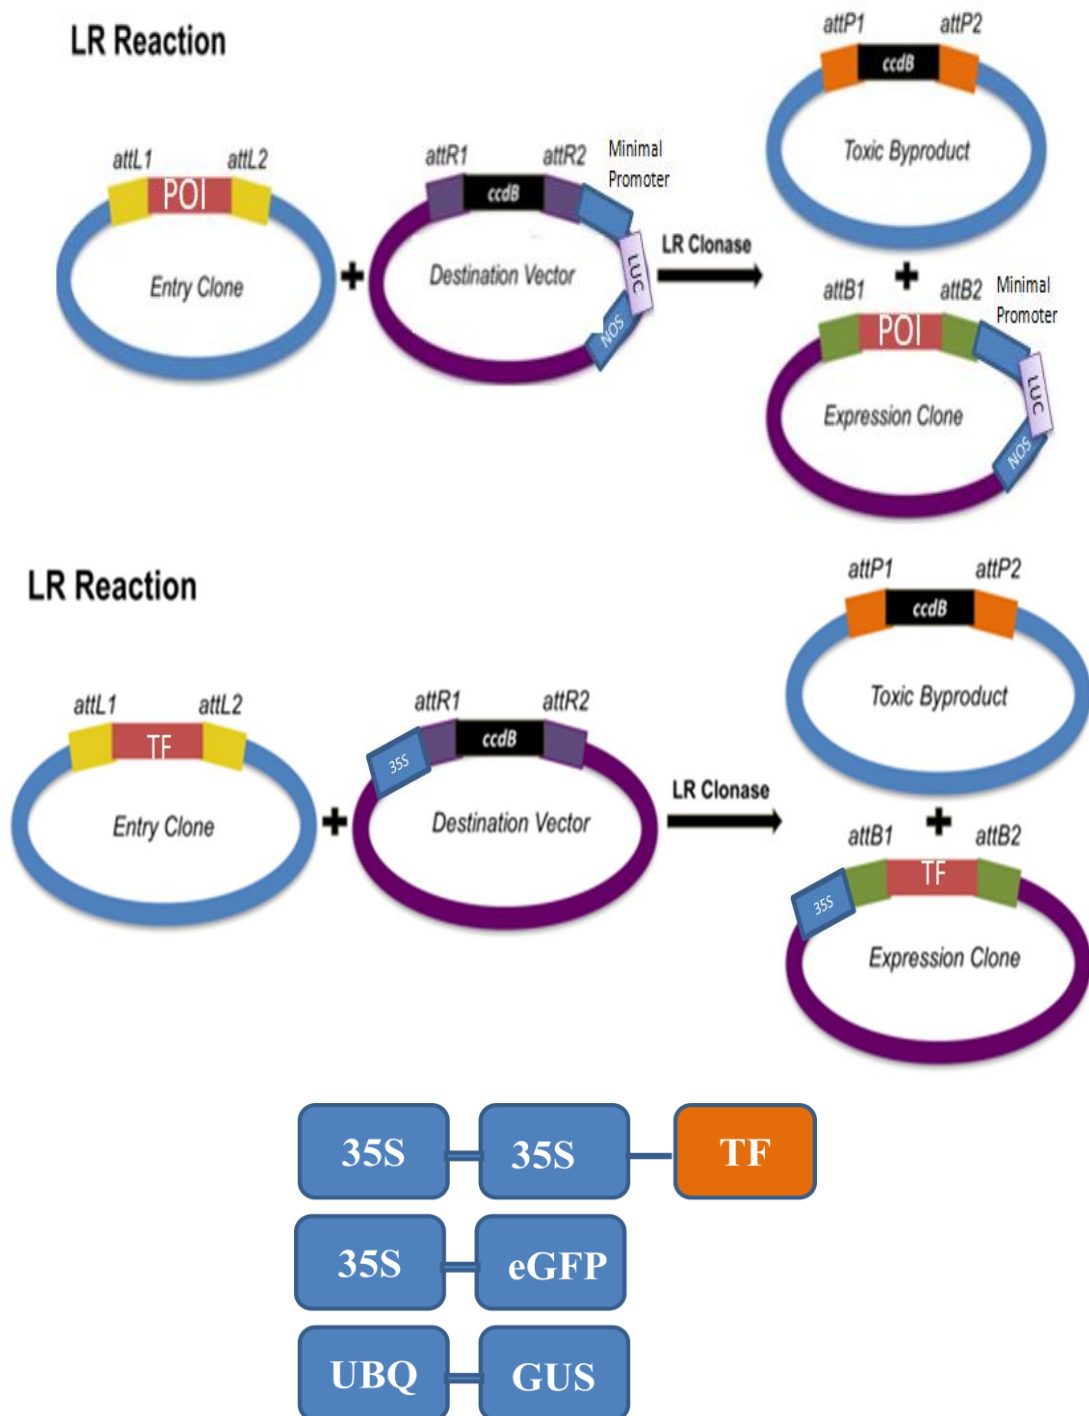 LR Reaction
attP1 attP2
ccdB
Toxic Byproduct
attL1 attL2
POI
Entry Clone
+
attR1 attR2
Minimal
Promoter
ccdB
Destination Vector
LUC
NOS
LR Clonase
+
attB1 attB2
Minimal
Promoter
POI
Expression Clone
LUC
NOS
LR Reaction
attP1 attP2
ccdB
Toxic Byproduct
attL1 attL2
TF
Entry Clone
+
attR1 attR2
35S
ccdB
Destination Vector
LR Clonase
+
attB1 attB2
35S
TF
Expression Clone
35S 35S TF
35S eGFP
UBQ GUS